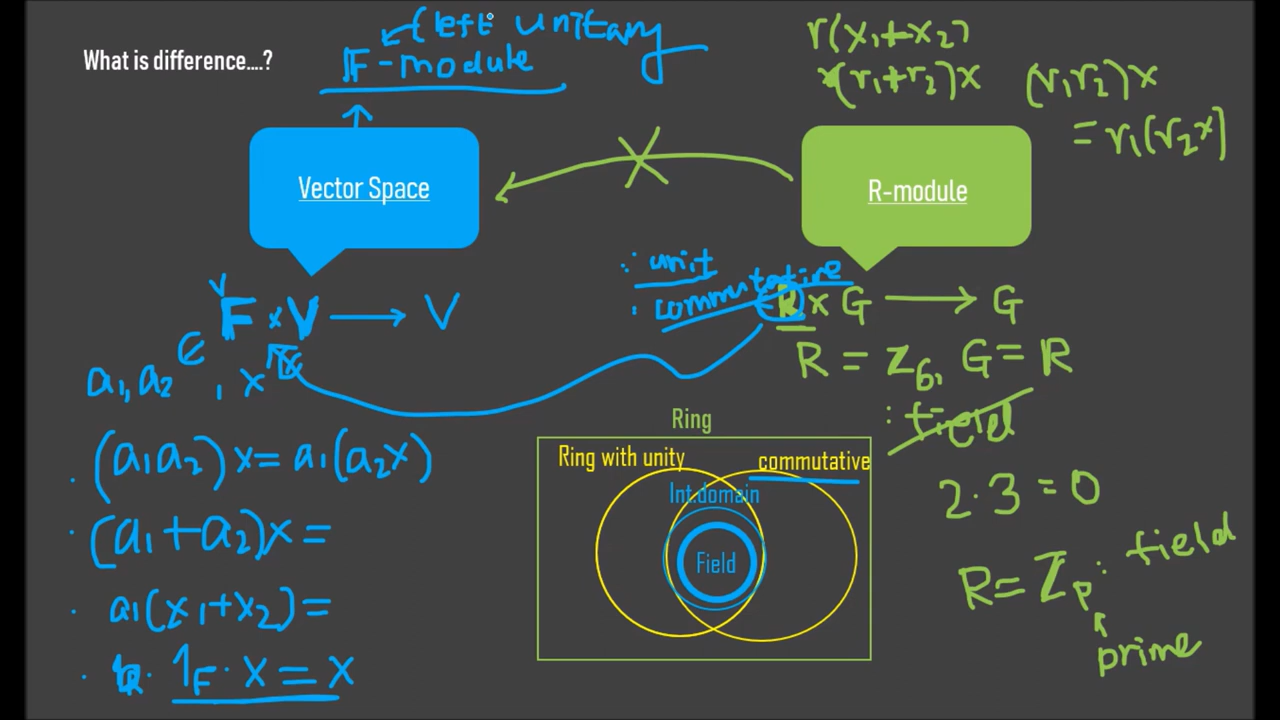 What is difference....?
(left unitary
F-module
r(x₁+x₂)
(r₁+r₂)x
(r₁r₂)x
= r₁(r₂x)
Vector Space
R-module
∵ unit
: commutative
F × V → V
R × G → G
a₁, a₂ ∈ , x
R = Z₆, G = R
: field
(a₁a₂)x = a₁(a₂x)
· (a₁+a₂)x =
· a₁(x₁+x₂) =
· 1F · x = x
Ring
Ring with unity
commutative
Int.domain
Field
2·3 = 0
R = Zp : field
prime